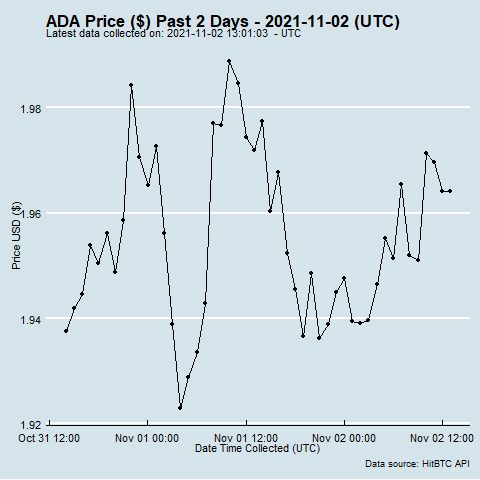 ADA Price ($) Past 2 Days - 2021-11-02 (UTC)
Latest data collected on: 2021-11-02 13:01:03 - UTC
Price USD ($)
1.98
1.96
1.94
1.92
Oct 31 12:00 Nov 01 00:00 Nov 01 12:00 Nov 02 00:00 Nov 02 12:00
Date Time Collected (UTC)
Data source: HitBTC API